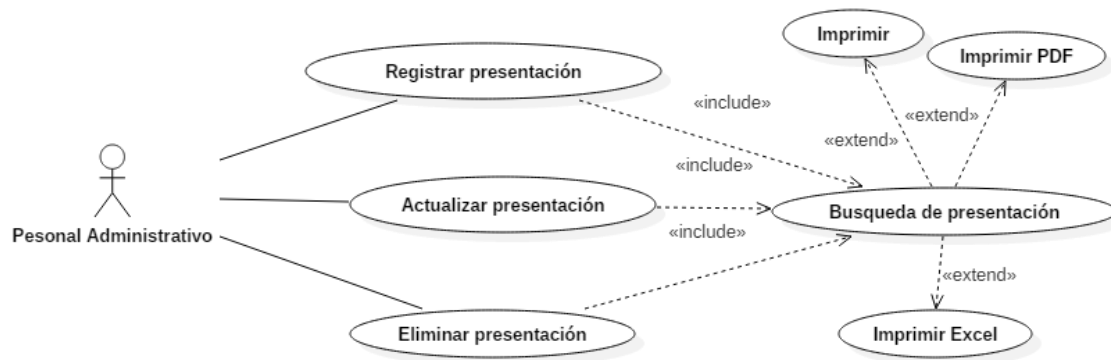 Imprimir
Imprimir PDF
Registrar presentación
«include»
«extend»
«extend»
«include»
Actualizar presentación
Busqueda de presentación
Pesonal Administrativo
«include»
«extend»
Eliminar presentación
Imprimir Excel